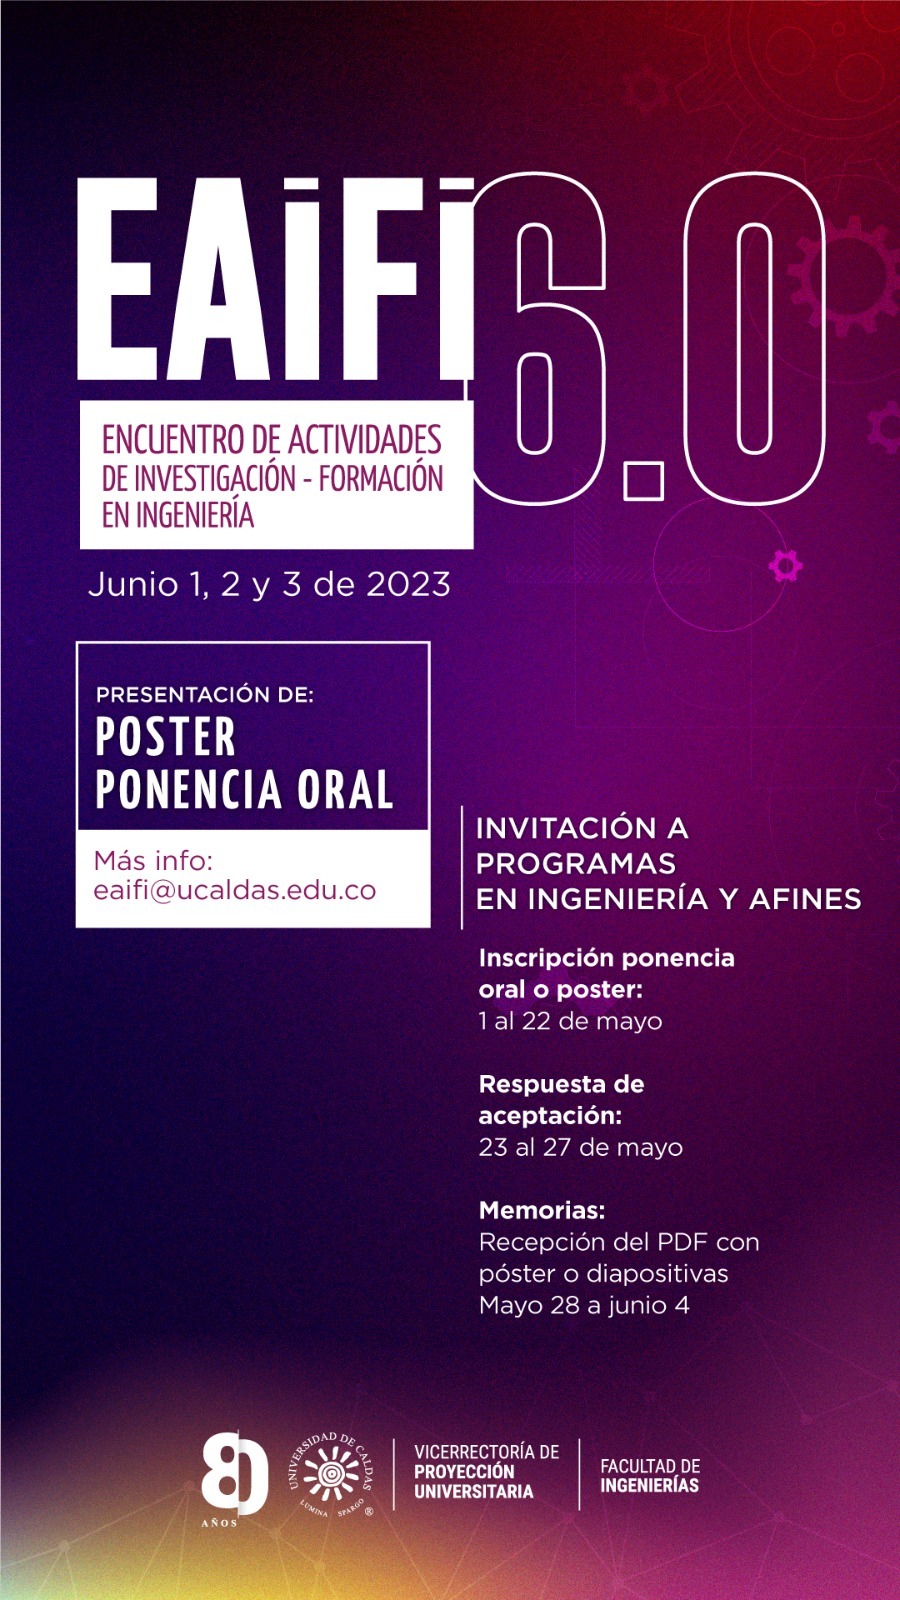 EAiFi 6.0
ENCUENTRO DE ACTIVIDADES
DE INVESTIGACIÓN - FORMACIÓN
EN INGENIERÍA
Junio 1, 2 y 3 de 2023
PRESENTACIÓN DE:
POSTER
PONENCIA ORAL
Más info:
eaifi@ucaldas.edu.co
INVITACIÓN A
PROGRAMAS
EN INGENIERÍA Y AFINES
Inscripción ponencia
oral o poster:
1 al 22 de mayo
Respuesta de
aceptación:
23 al 27 de mayo
Memorias:
Recepción del PDF con
póster o diapositivas
Mayo 28 a junio 4
80
AÑOS
UNIVERSIDAD DE CALDAS
LUMINA SPARGO
®
VICERRECTORÍA DE
PROYECCIÓN
UNIVERSITARIA
FACULTAD DE
INGENIERÍAS